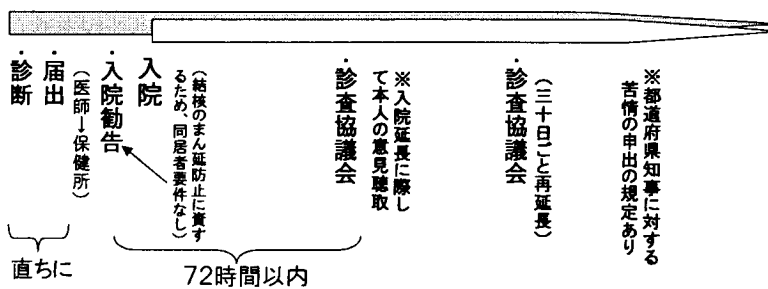 ・診断
・届出
（医師→保健所）
・入院勧告
入院
（結核のまん延防止に資す
るため、同居者要件なし）
・診査協議会
※入院延長に際し
て本人の意見聴取
・診査協議会
（三十日ごと再延長）
※都道府県知事に対する
苦情の申出の規定あり
直ちに
72時間以内